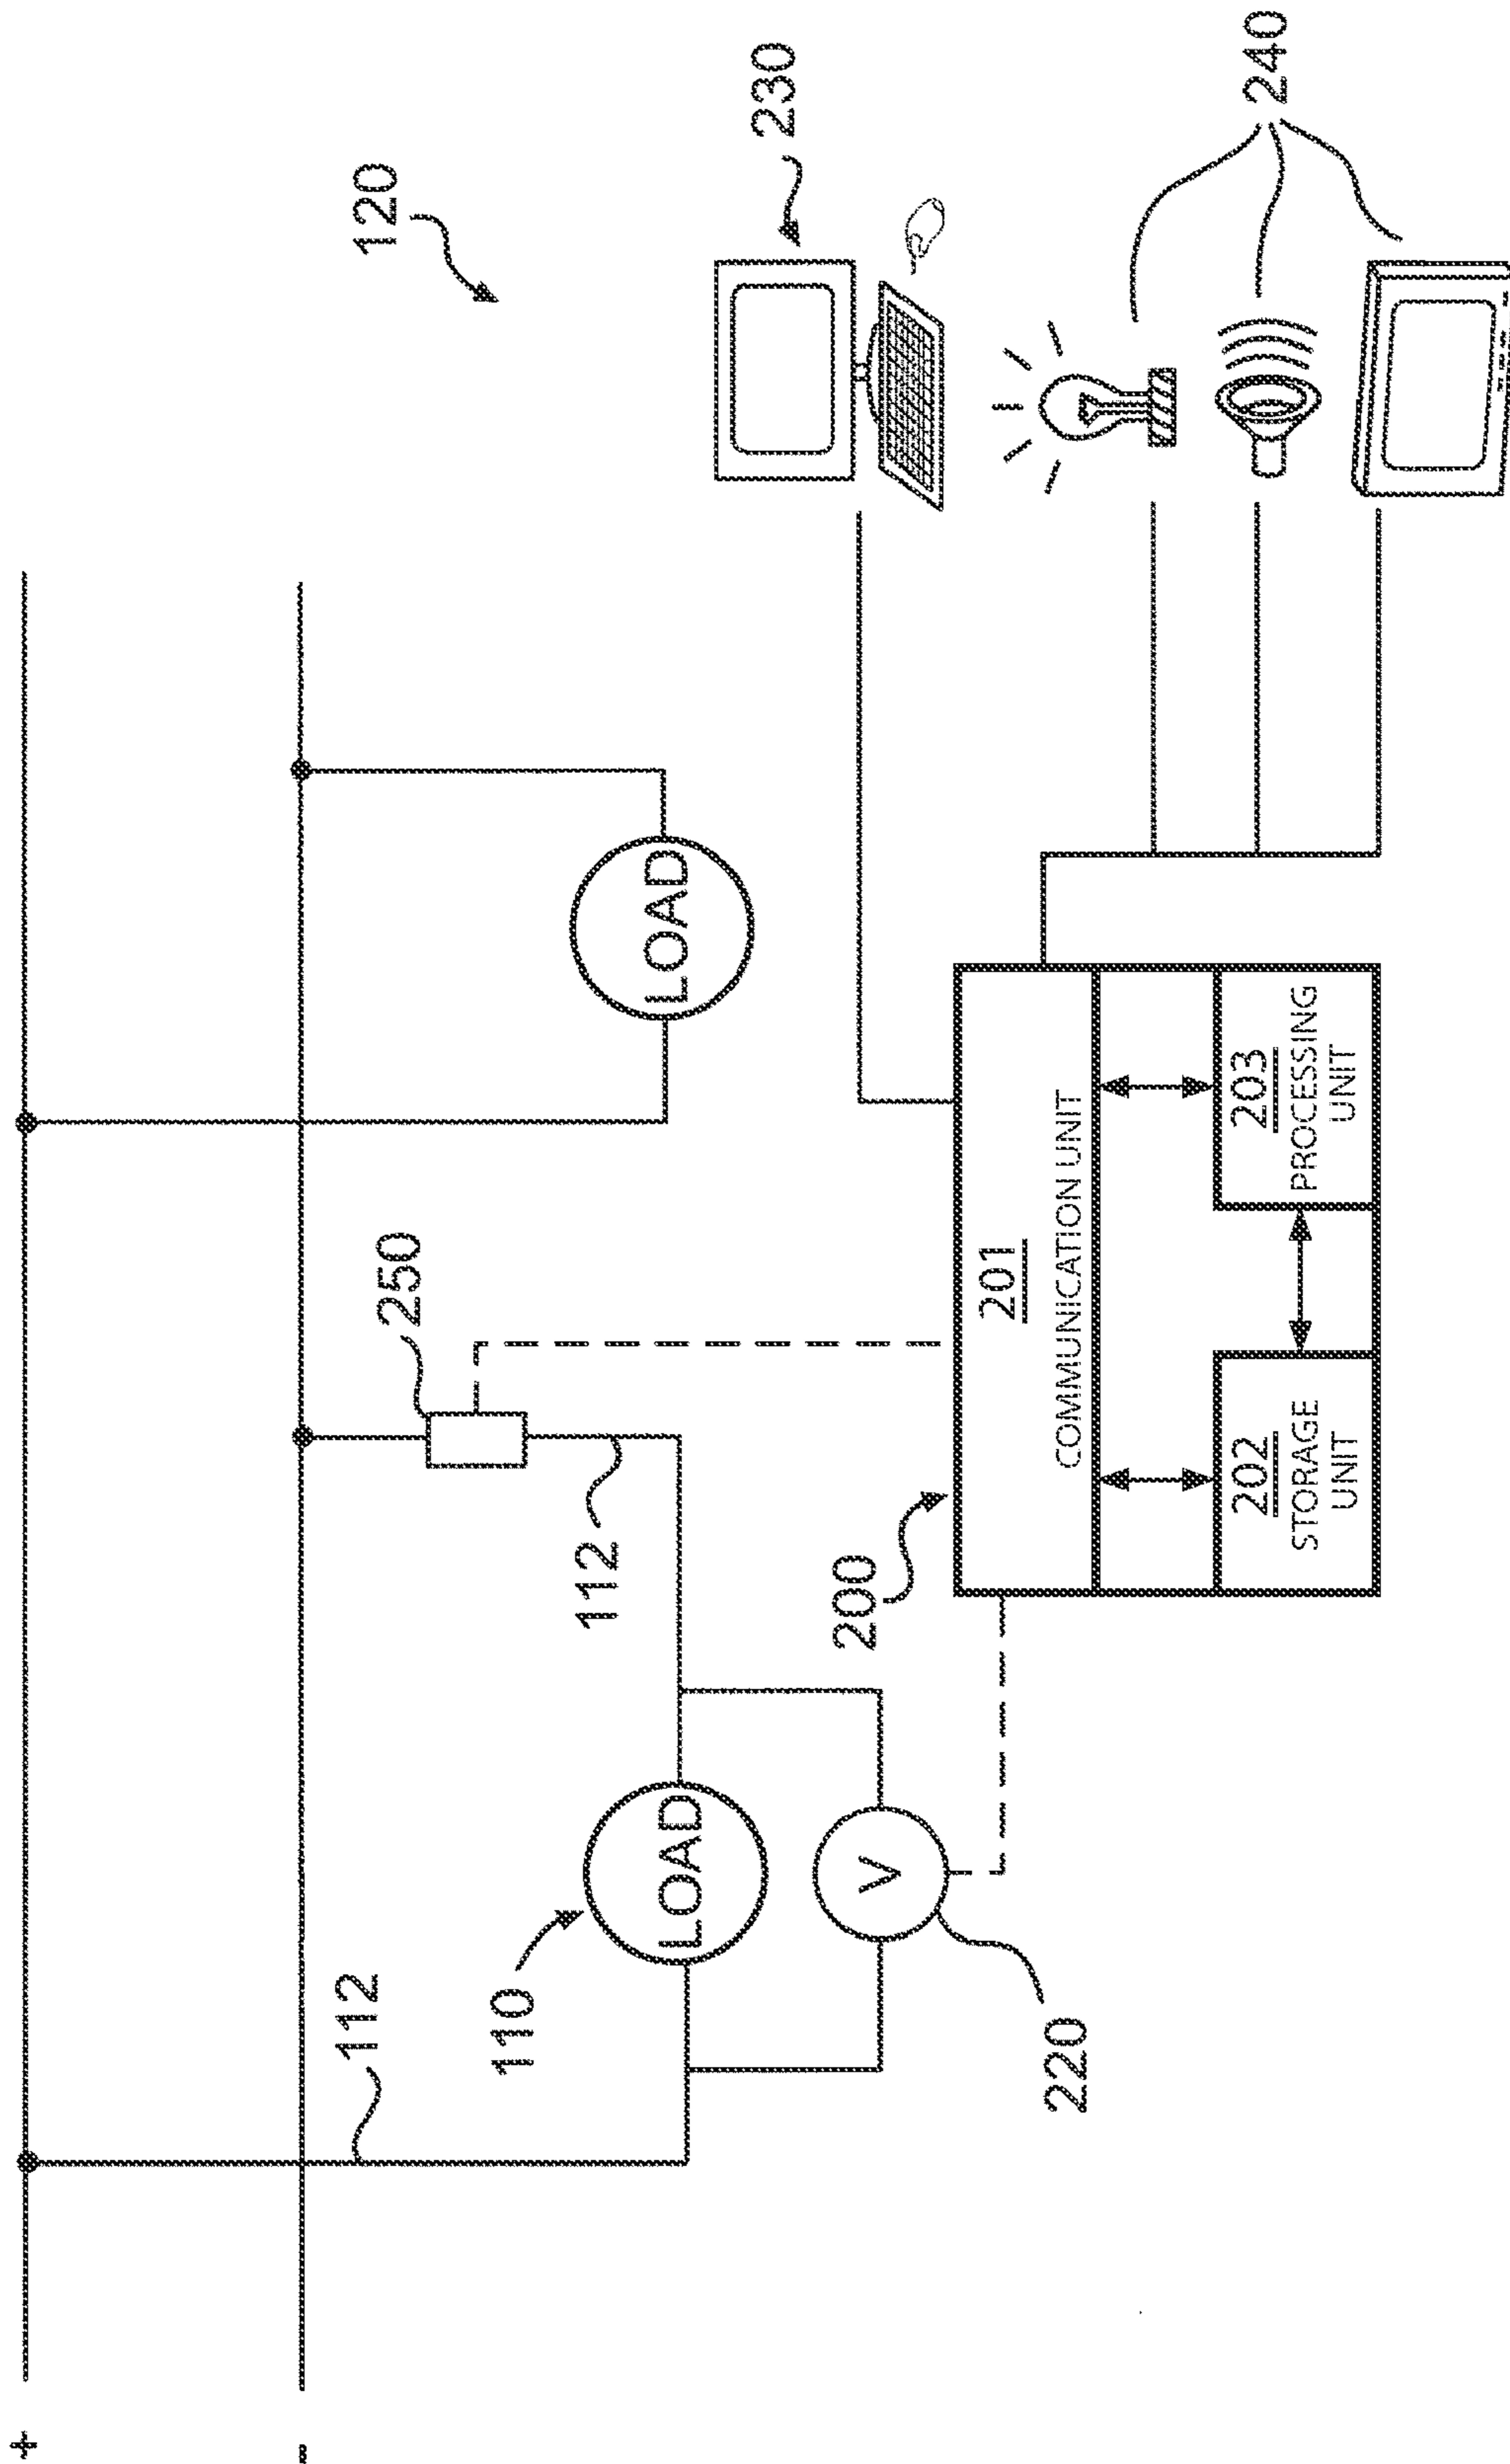 +
-
120
230
240
112
110
LOAD
V
220
112
250
LOAD
200
201
COMMUNICATION UNIT
202
STORAGE
UNIT
203
PROCESSING
UNIT